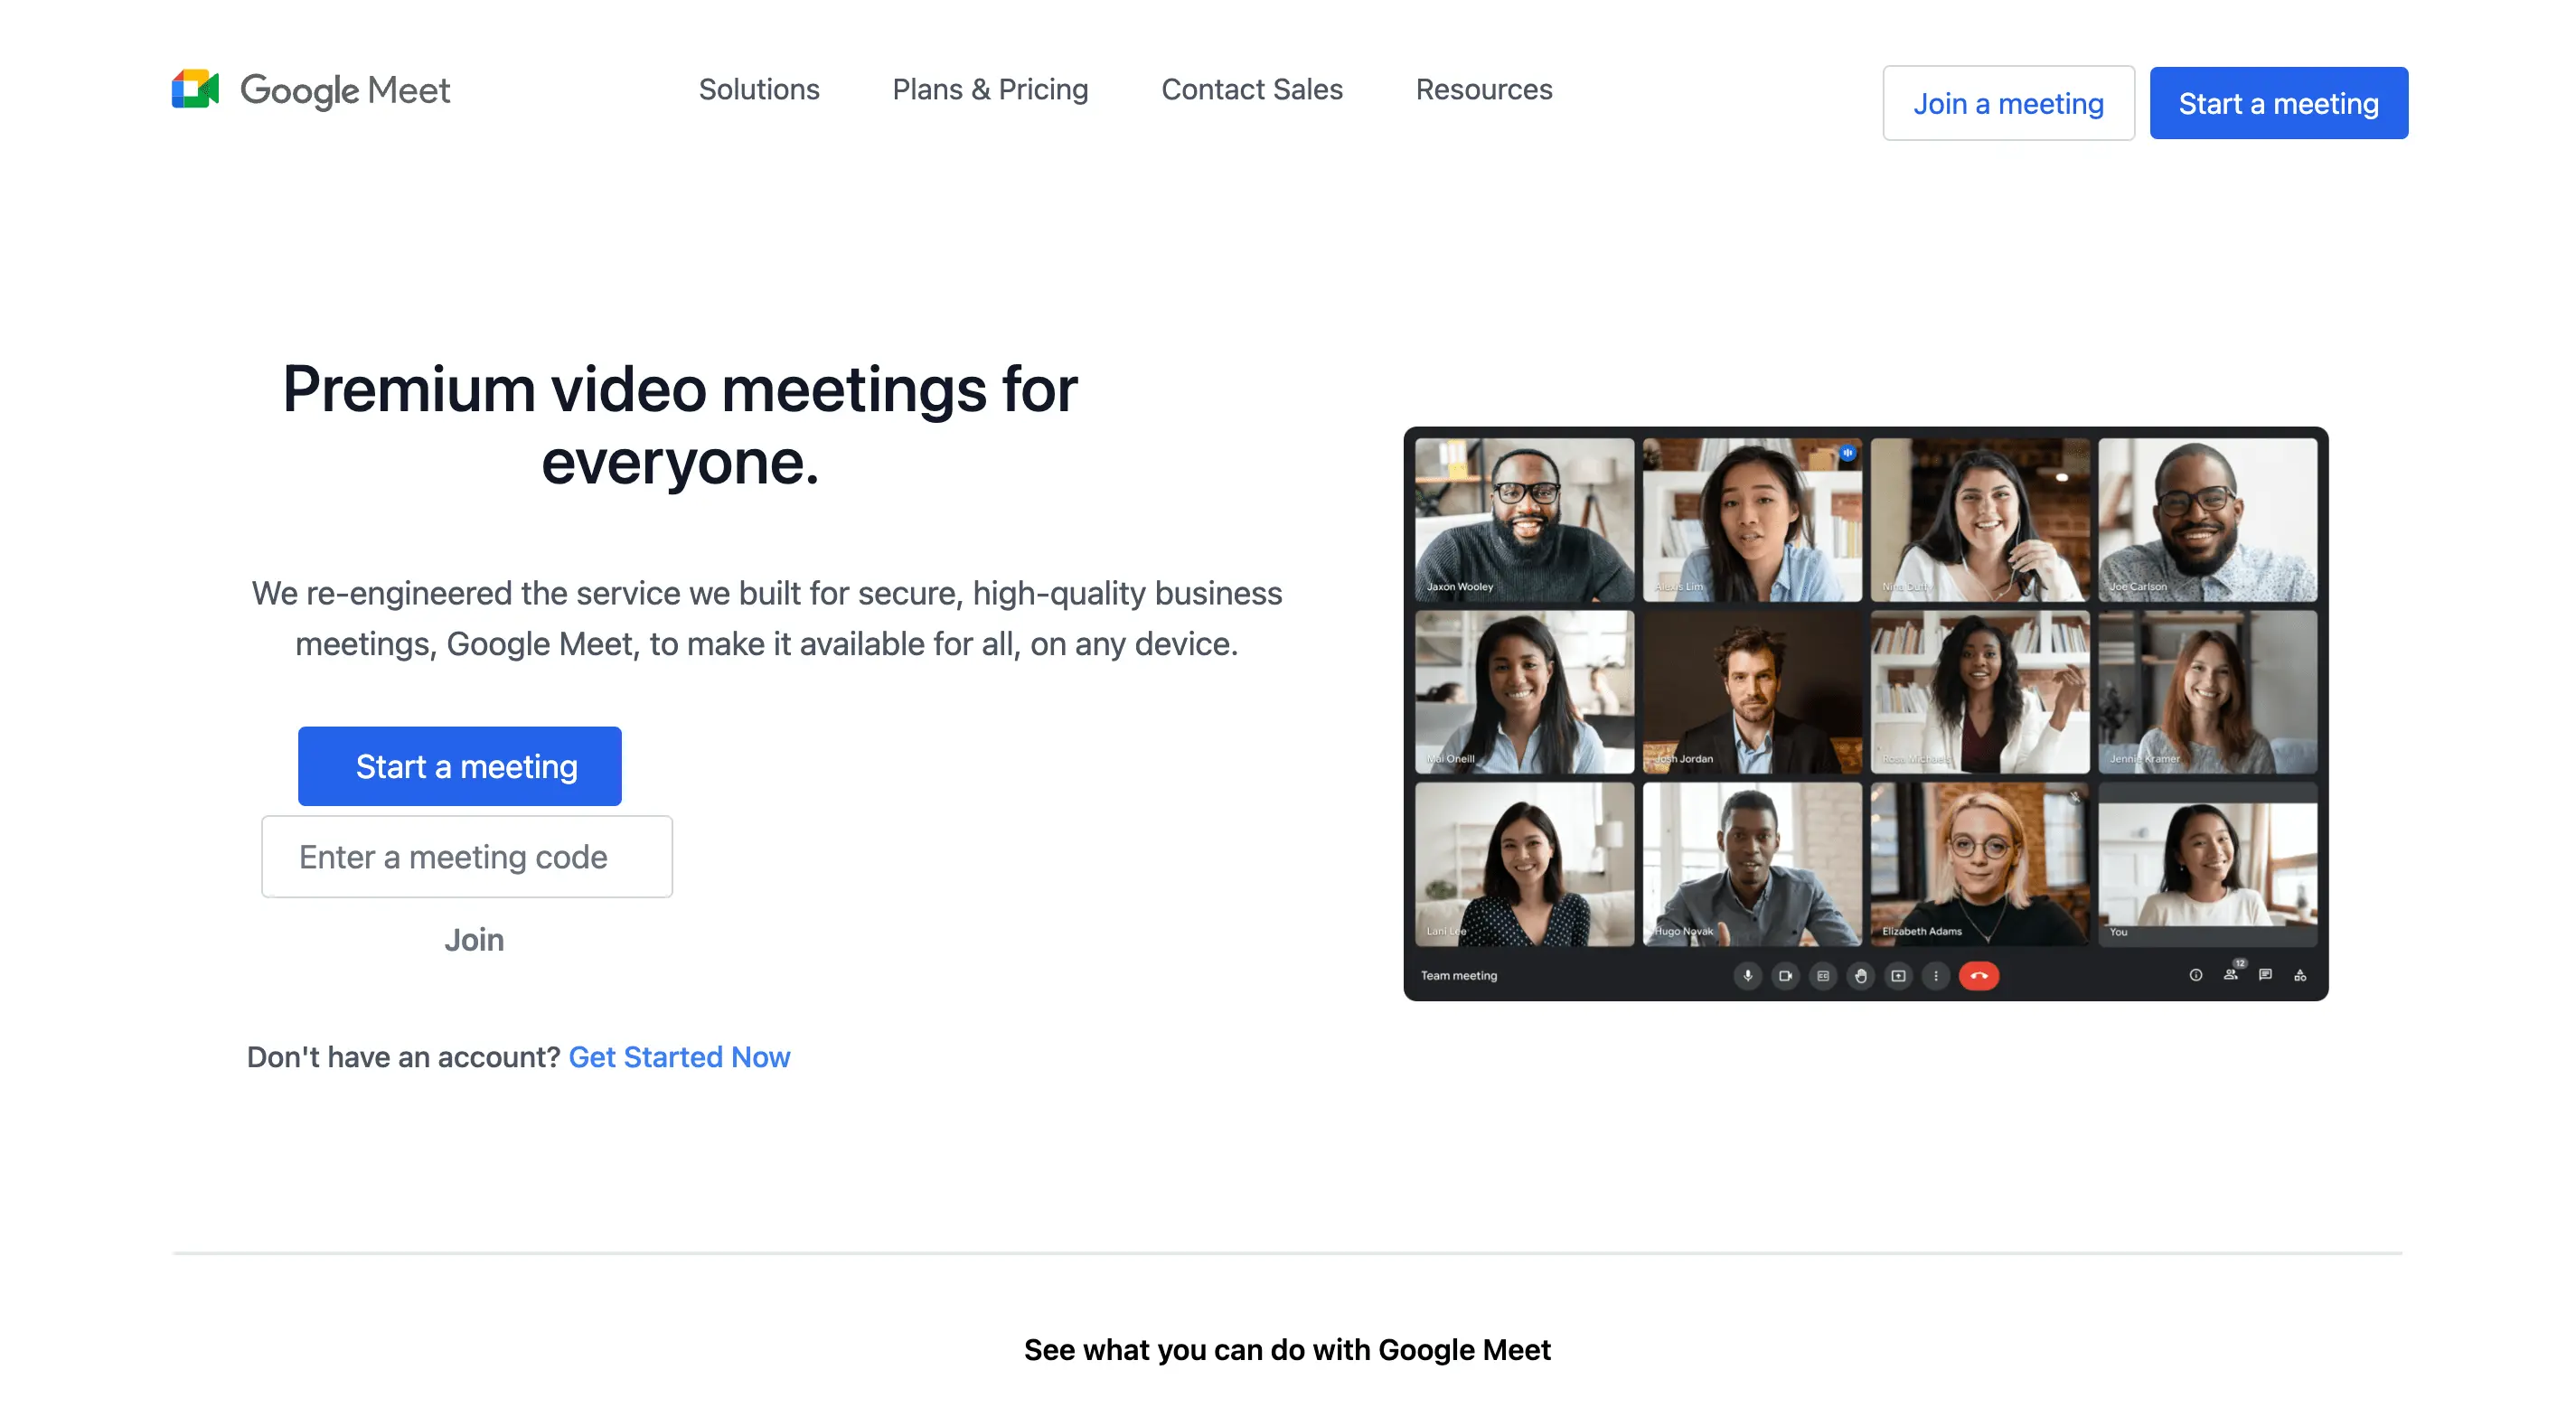 Google Meet
Solutions
Plans & Pricing
Contact Sales
Resources
Join a meeting
Start a meeting
Premium video meetings for
everyone.
We re-engineered the service we built for secure, high-quality business
meetings, Google Meet, to make it available for all, on any device.
Start a meeting
Enter a meeting code
Join
Don't have an account? Get Started Now
Jaxon Wooley
Alexis Lim
Joe Carlson
Mai Oneill
Josh Jordan
Rosa Michaels
Jennie Kramer
Lani Lee
Hugo Novak
Elizabeth Adams
You
Team meeting
12
See what you can do with Google Meet